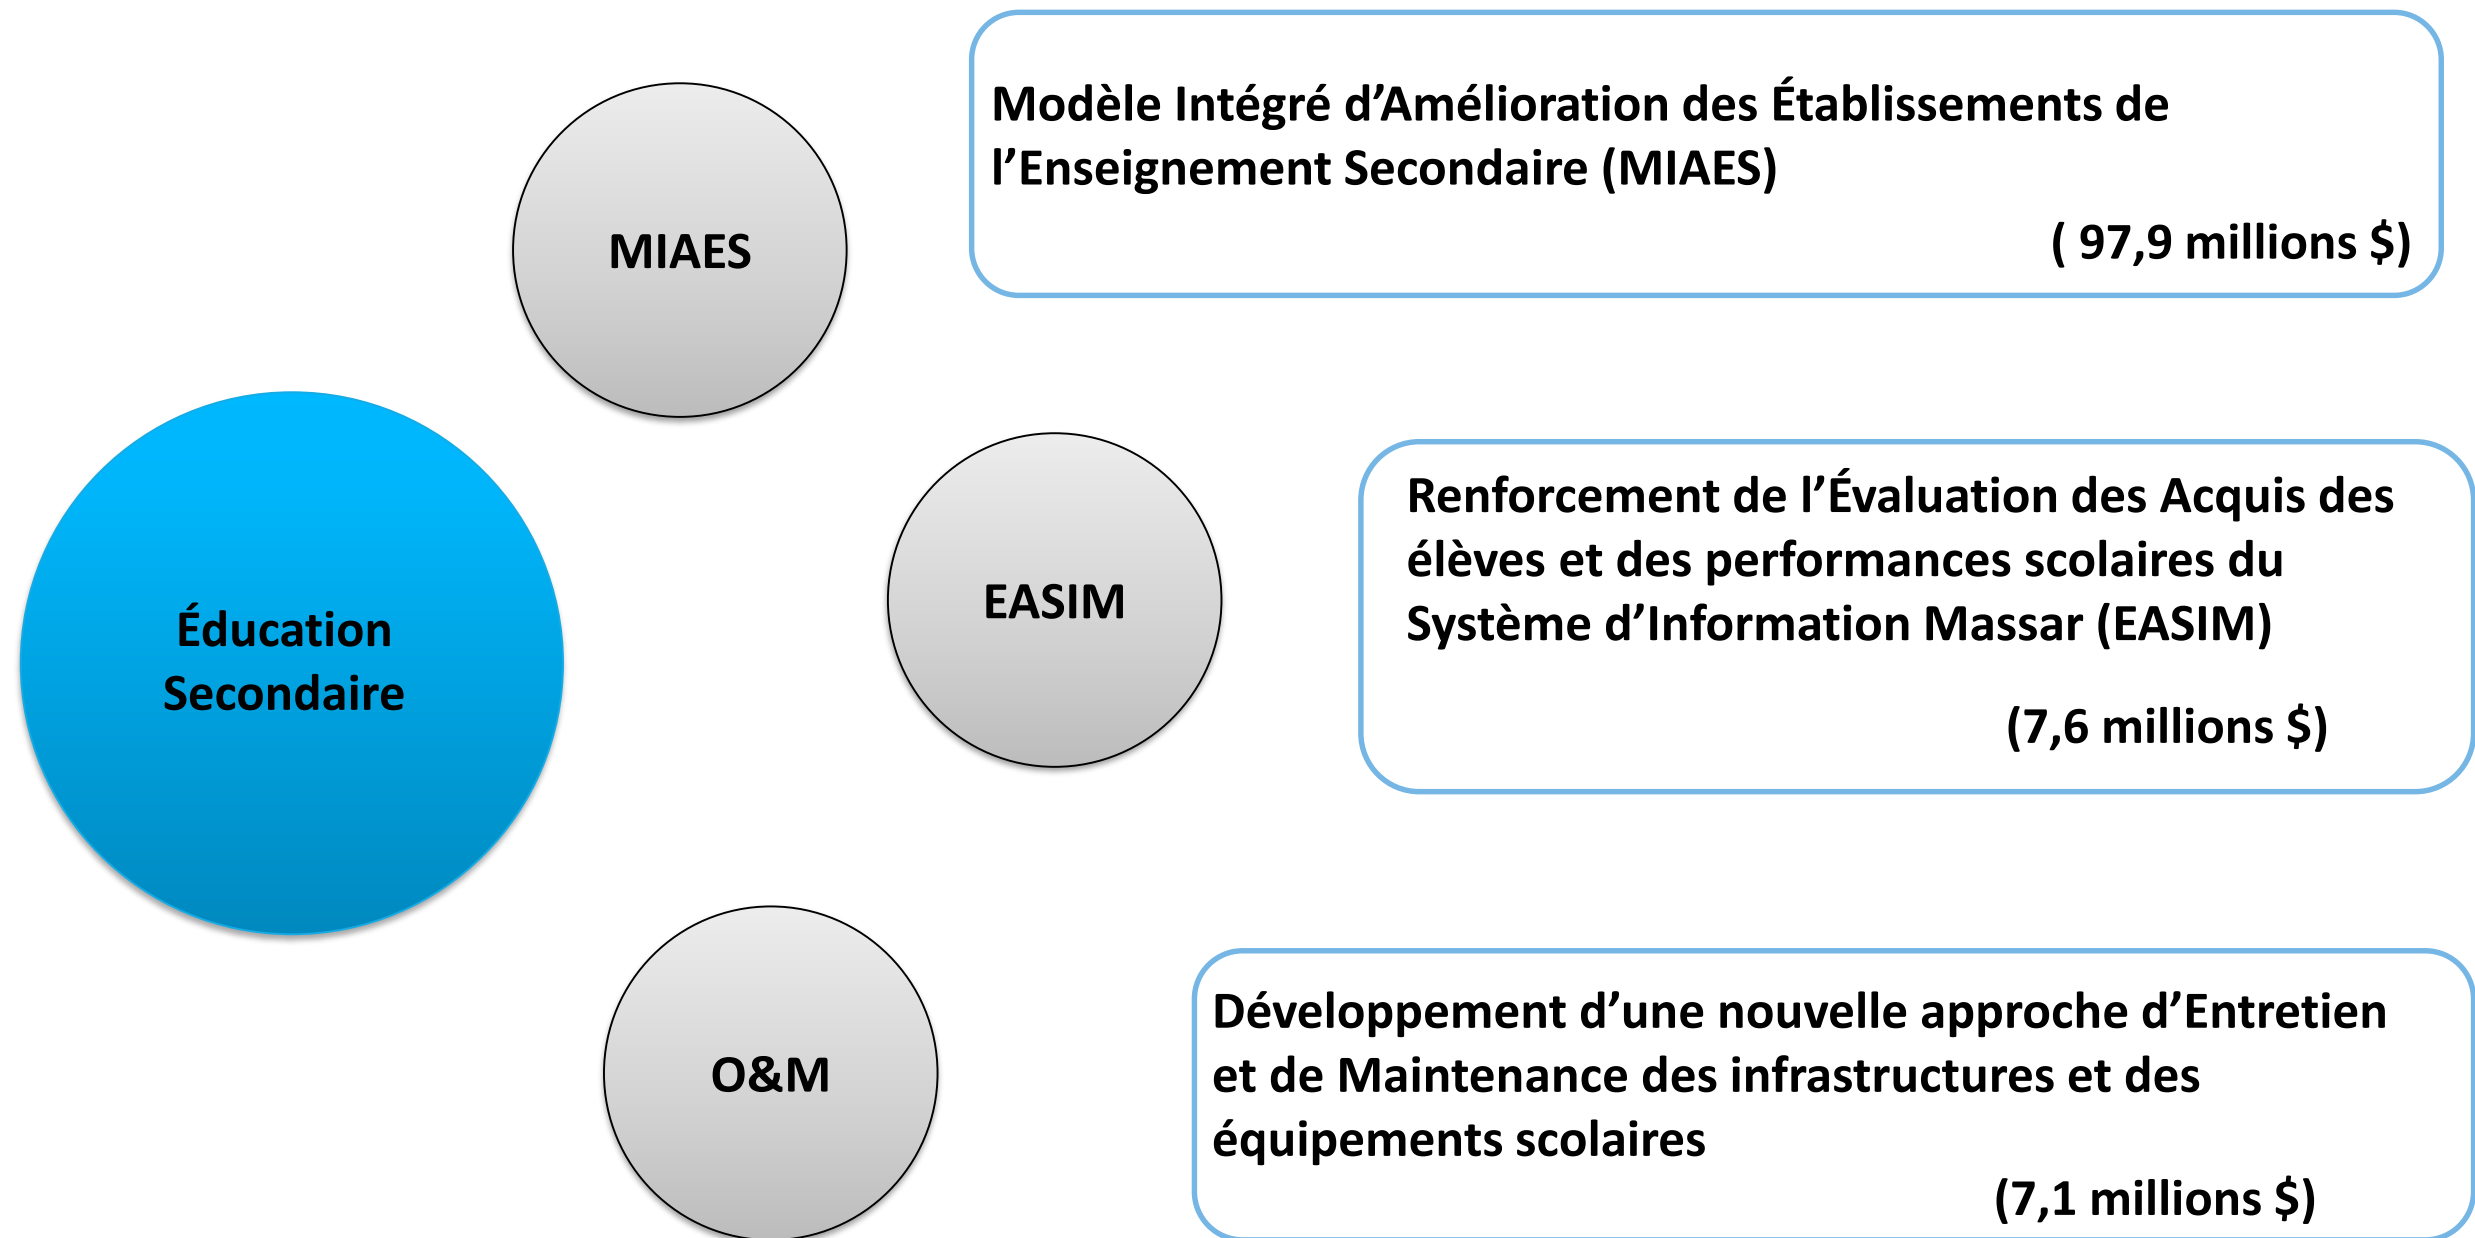 Modèle Intégré d’Amélioration des Établissements de
l’Enseignement Secondaire (MIAES)
( 97,9 millions $)
MIAES
Renforcement de l’Évaluation des Acquis des
élèves et des performances scolaires du
Système d’Information Massar (EASIM)
(7,6 millions $)
EASIM
Éducation
Secondaire
Développement d’une nouvelle approche d’Entretien
et de Maintenance des infrastructures et des
équipements scolaires
(7,1 millions $)
O&M